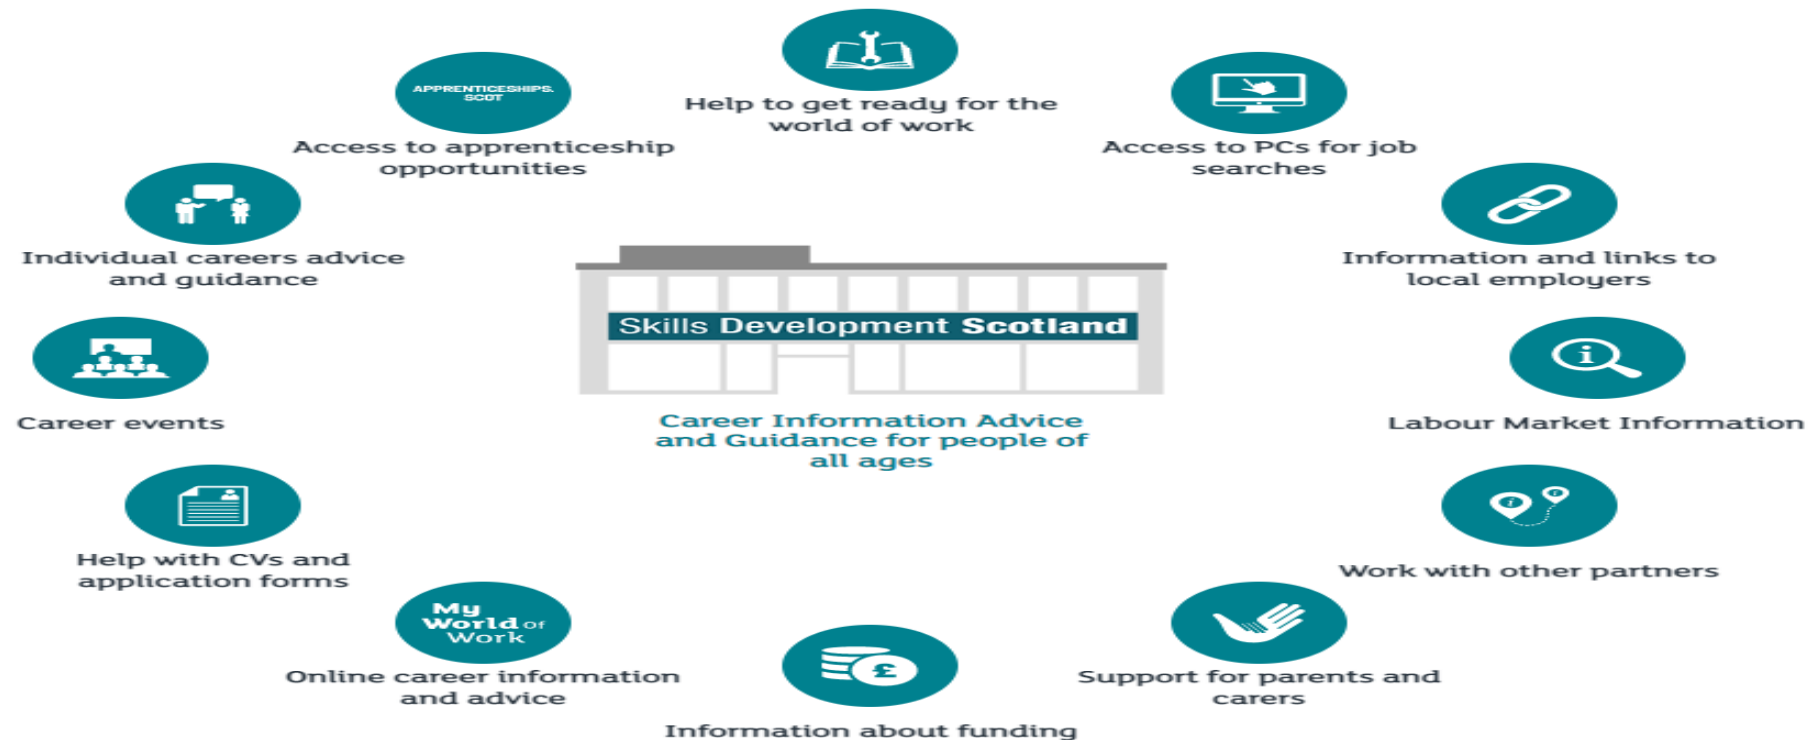 Help to get ready for the
world of work
APPRENTICESHIPS.
SCOT
Access to apprenticeship
opportunities
Access to PCs for job
searches
Individual careers advice
and guidance
Information and links to
local employers
Skills Development Scotland
Career Information Advice
and Guidance for people of
all ages
Career events
Labour Market Information
Help with CVs and
application forms
Work with other partners
My
World of
Work
Online career information
and advice
Support for parents and
carers
£
Information about funding